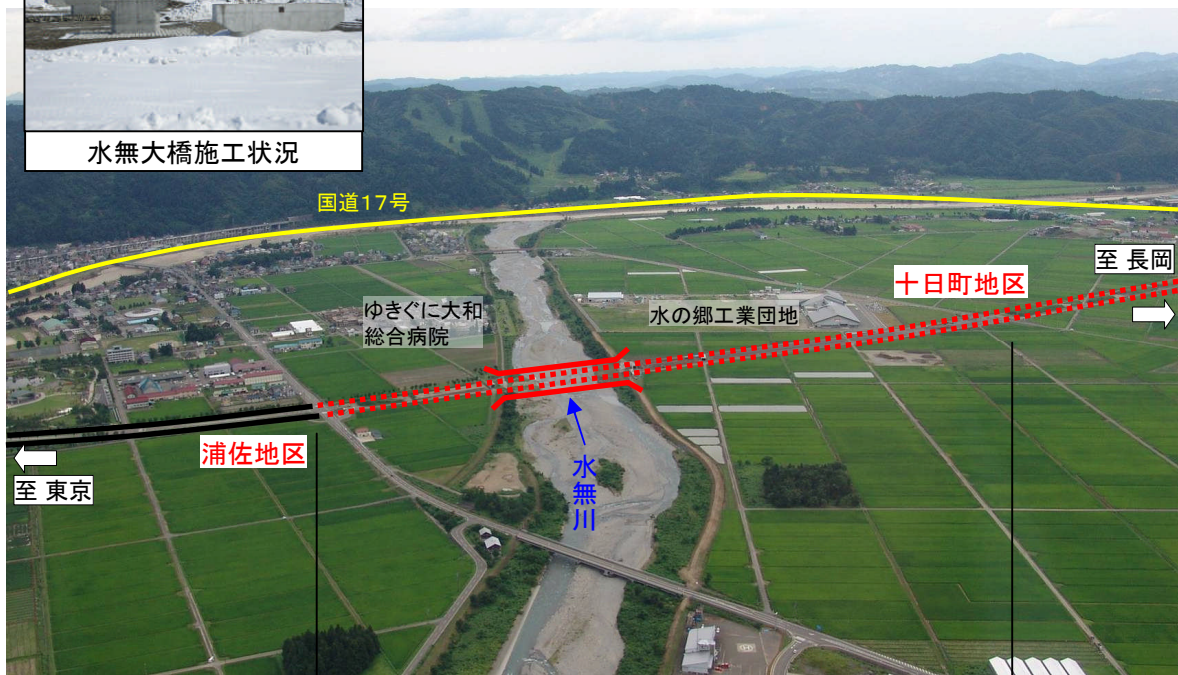 水無大橋施工状況
国道17号
至 長岡
十日町地区
ゆきぐに大和
総合病院
水の郷工業団地
浦佐地区
至 東京
水無川